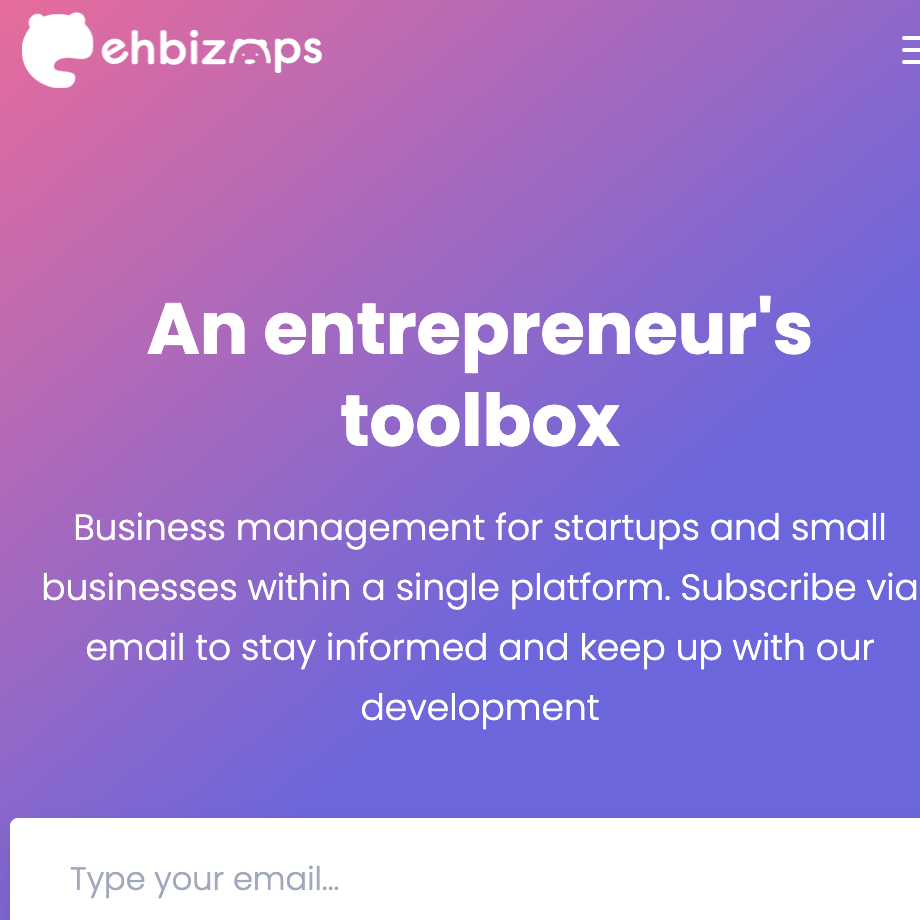 ehbizops
An entrepreneur's
toolbox
Business management for startups and small
businesses within a single platform. Subscribe via
email to stay informed and keep up with our
development
Type your email...